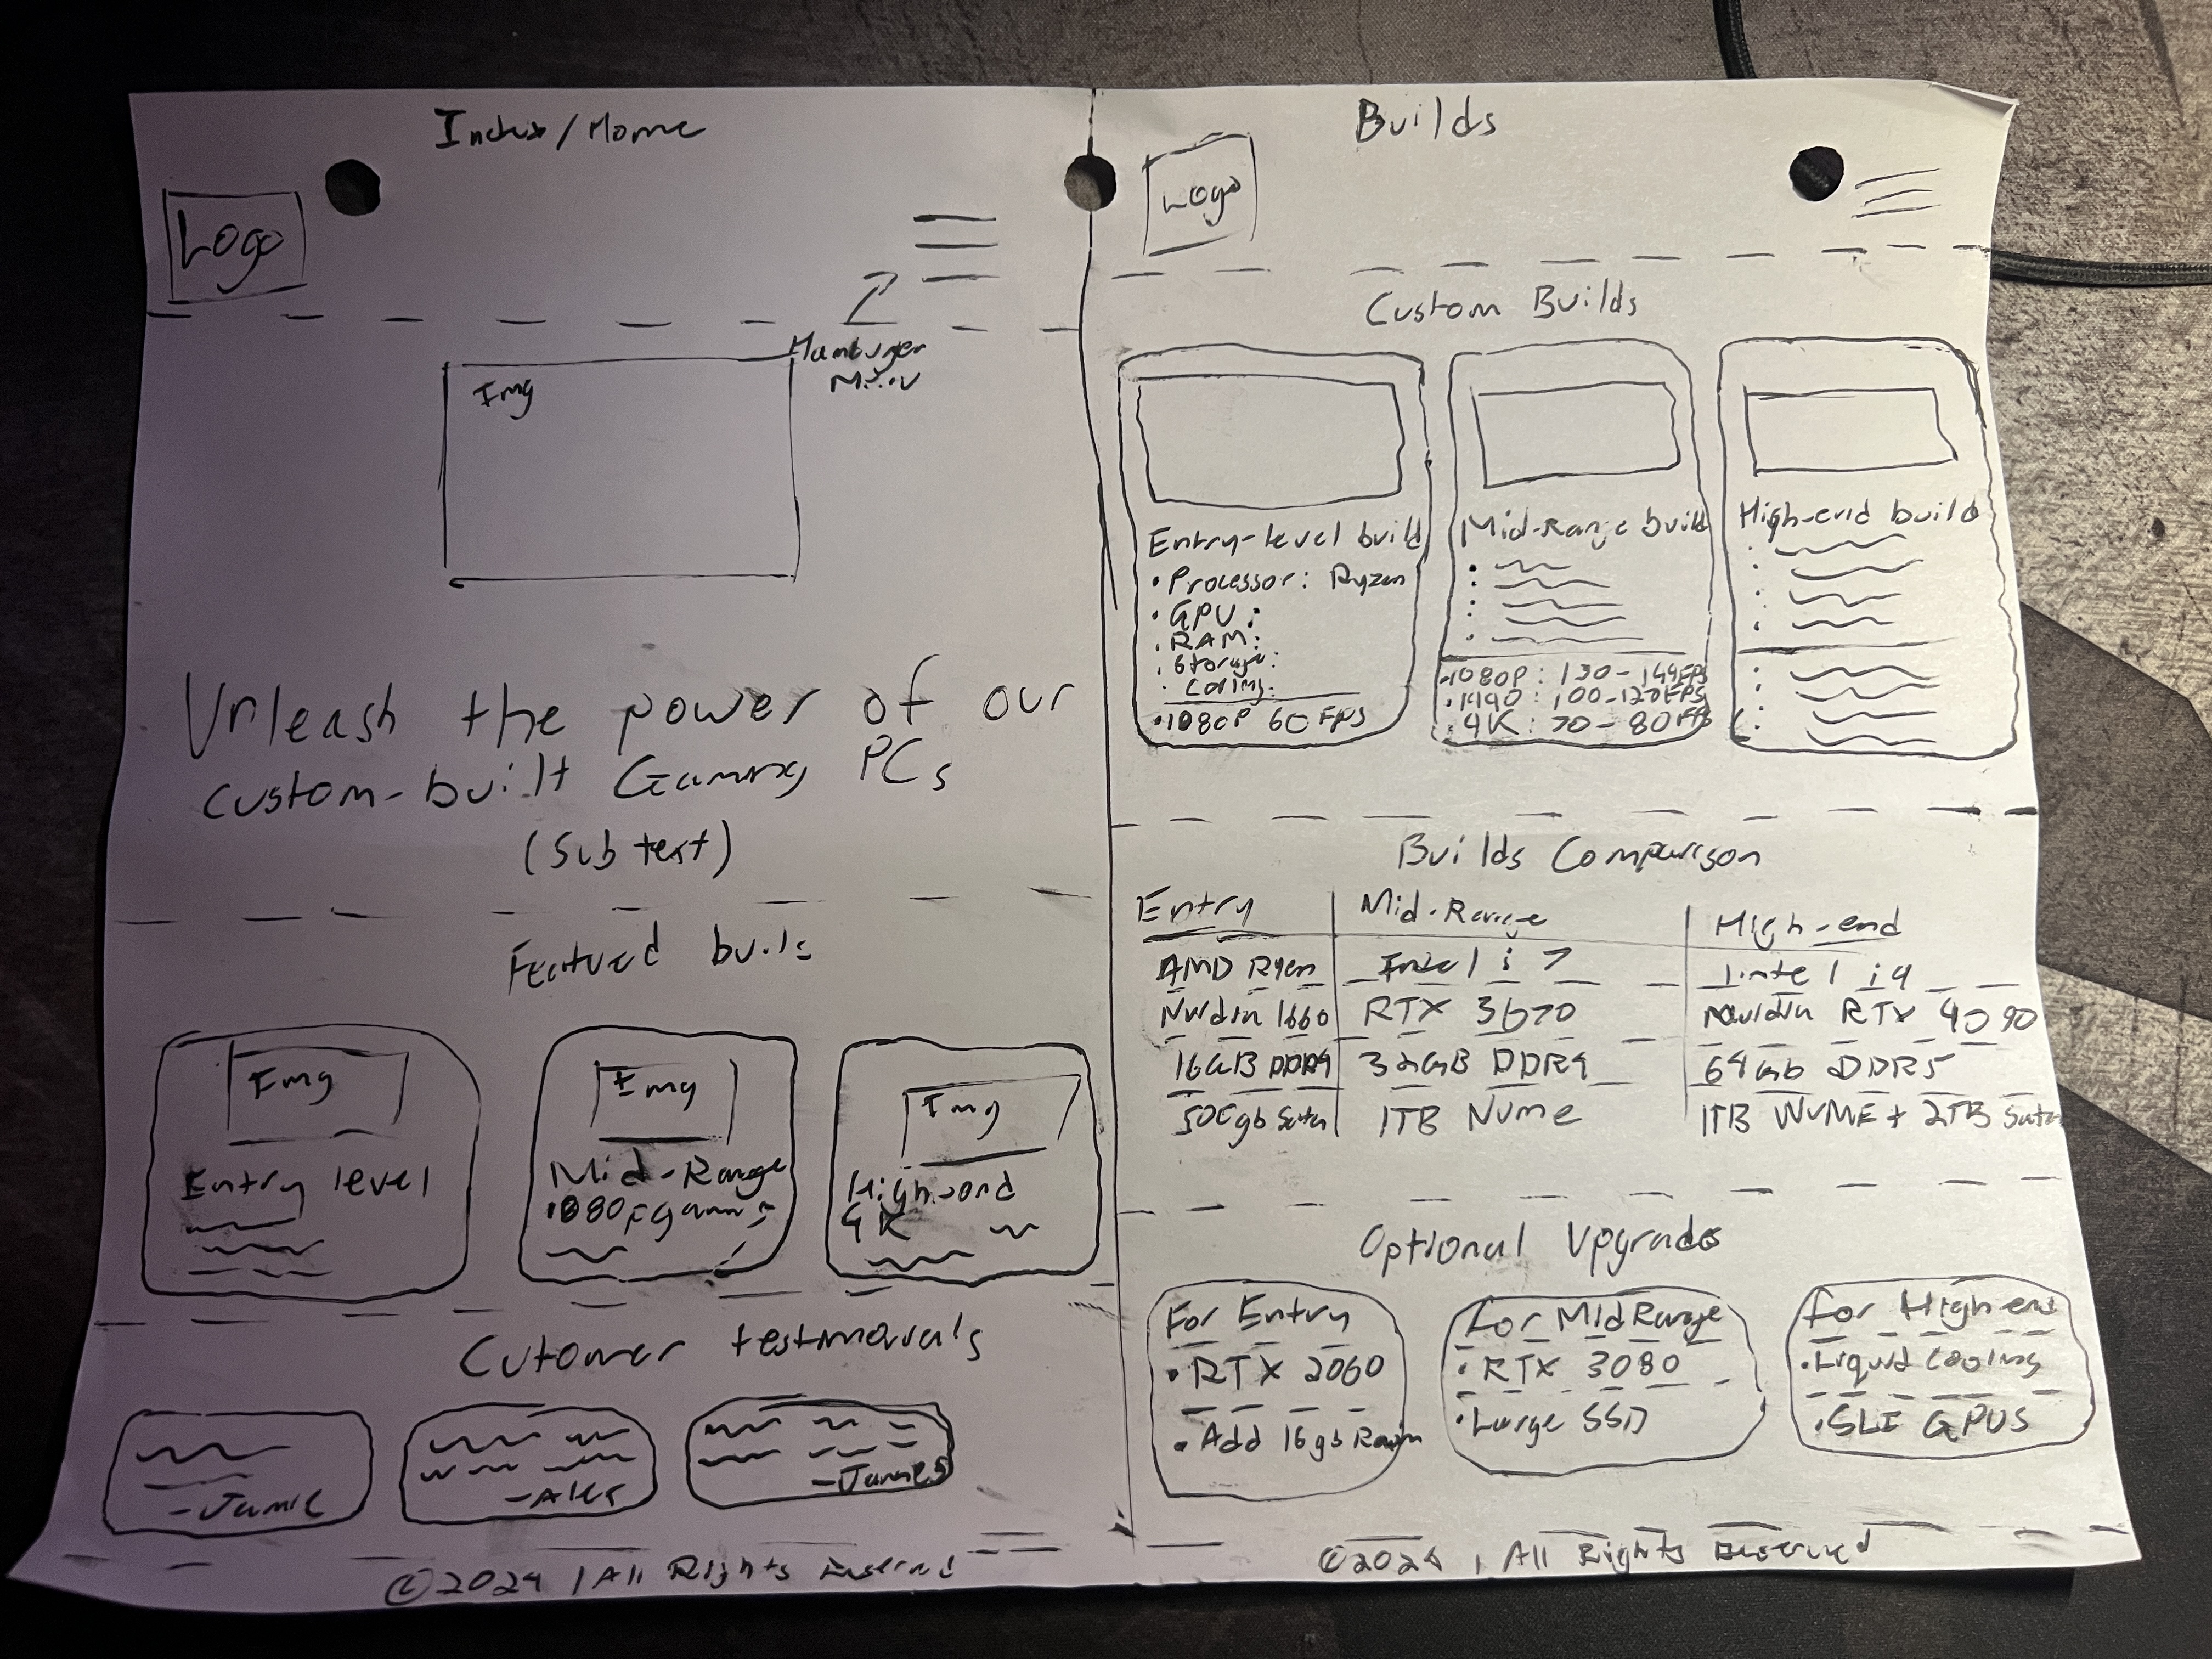 Index/Home
Logo
Hamburger
Menu
Img
Unleash the power of our
custom-built Gaming PCs
(Sub text)
Featured builds
Img
Entry level
Img
Mid-Range
1080p gaming
Img
High-end
4K
Cutomer testimonials
-Jamie
-Alex
-James
©2024 | All Rights Reserved
Builds
Logo
Custom Builds
Entry-level build
• Processor: Ryzen
• GPU:
• RAM:
• Storage:
• Cooling:
• 1080P 60 FPS
Mid-Range build
• 1080P: 130-144FPS
• 1440: 100-120FPS
• 4K: 70-80FPS
High-end build
Builds Comparison
Entry | Mid-Range | High-end
AMD Ryzen | Intel i7 | Intel i9
Nvidia 1660 | RTX 3070 | Nvidia RTX 4090
16GB DDR4 | 32GB DDR4 | 64gb DDR5
500gb Sata | 1TB Nvme | 1TB NVME + 2TB Sata
Optional Upgrades
For Entry
• RTX 2060
• Add 16gb Ram
For Mid Range
• RTX 3080
• Large SSD
For High-end
• Liquid Cooling
• SLI GPUS
©2024 | All Rights Reserved